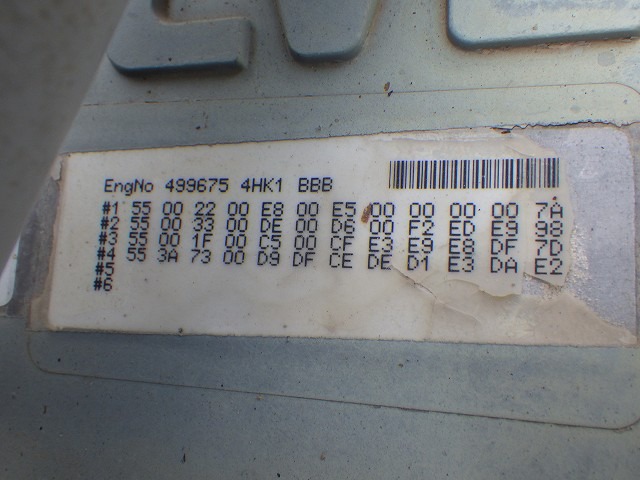 EngNo 499675 4HK1 BBB
#1 55 00 22 00 E8 00 E5 00 00 00 00 7A
#2 55 00 33 00 DE 00 D6 00 F2 ED E9 98
#3 55 00 1F 00 C5 00 CF E3 E9 E8 DF 7D
#4 55 3A 73 00 D9 DF CE DE D1 E3 DA E2
#5
#6